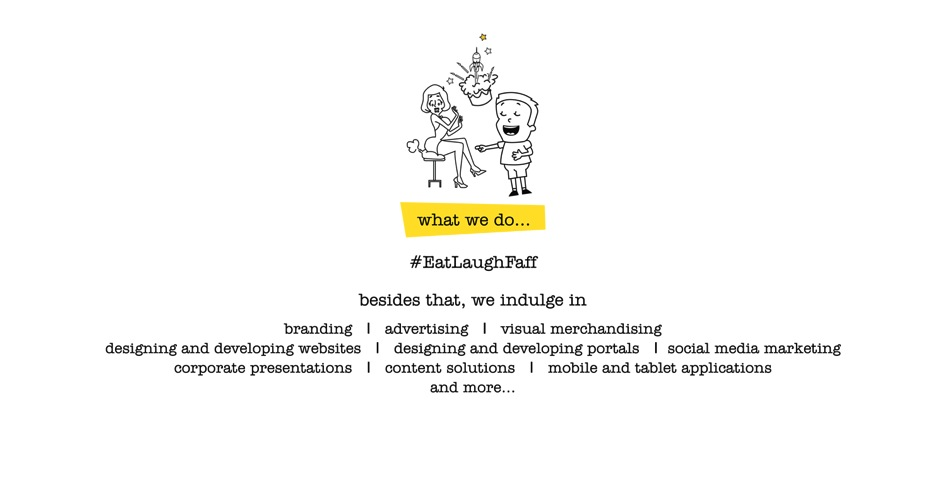 what we do...
#EatLaughFaff
besides that, we indulge in
branding | advertising | visual merchandising
designing and developing websites | designing and developing portals | social media marketing
corporate presentations | content solutions | mobile and tablet applications
and more...